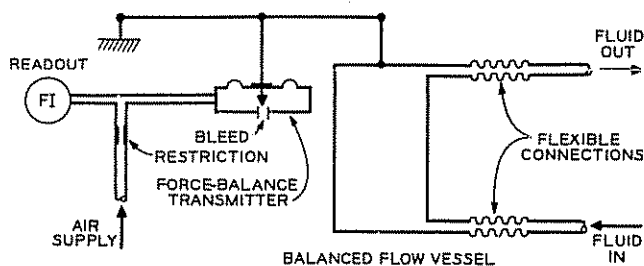 READOUT
FI
BLEED
RESTRICTION
FORCE-BALANCE
TRANSMITTER
AIR
SUPPLY
FLUID
OUT
FLEXIBLE
CONNECTIONS
FLUID
IN
BALANCED FLOW VESSEL